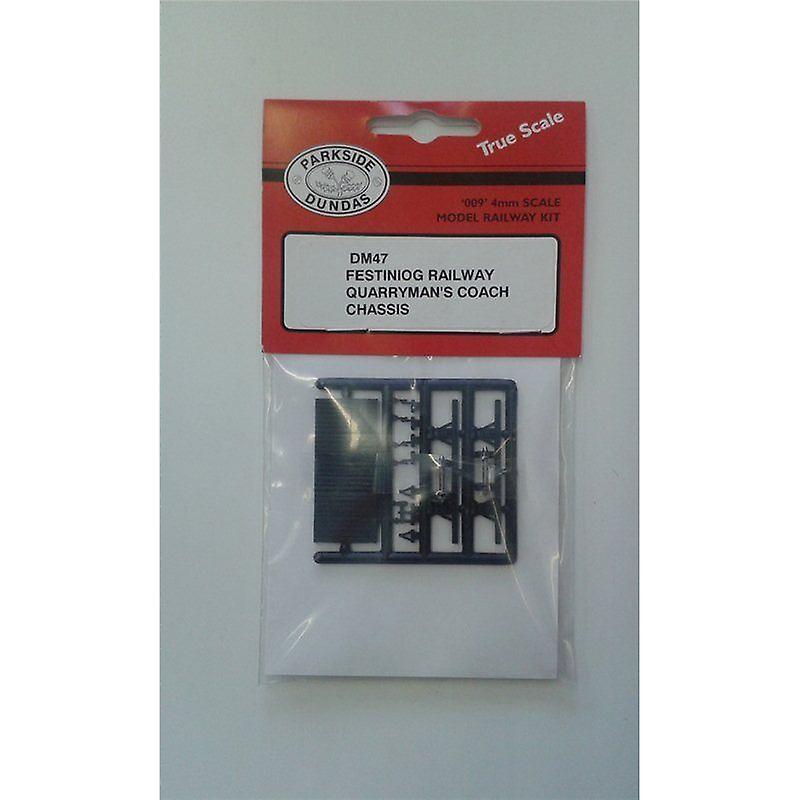 True Scale
PARKSIDE
DUNDAS
'009' 4mm SCALE
MODEL RAILWAY KIT
DM47
FESTINIOG RAILWAY
QUARRYMAN'S COACH
CHASSIS